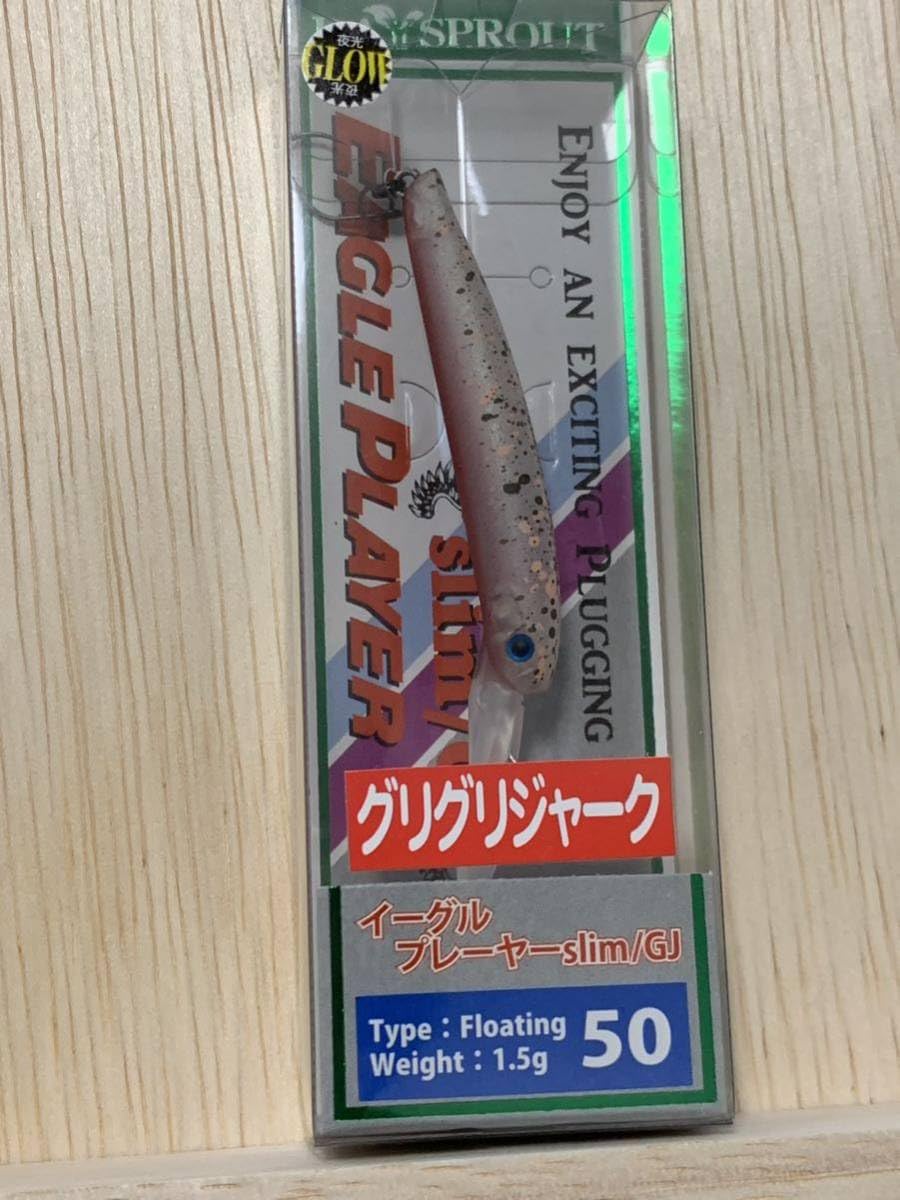 SPROUT
夜光
GLOW
夜光
ENJOY AN EXCITING PLUGGING
EAGLE PLAYER
slim/
グリグリジャーク
イーグル
プレーヤーslim/GJ
Type：Floating
Weight：1.5g
50